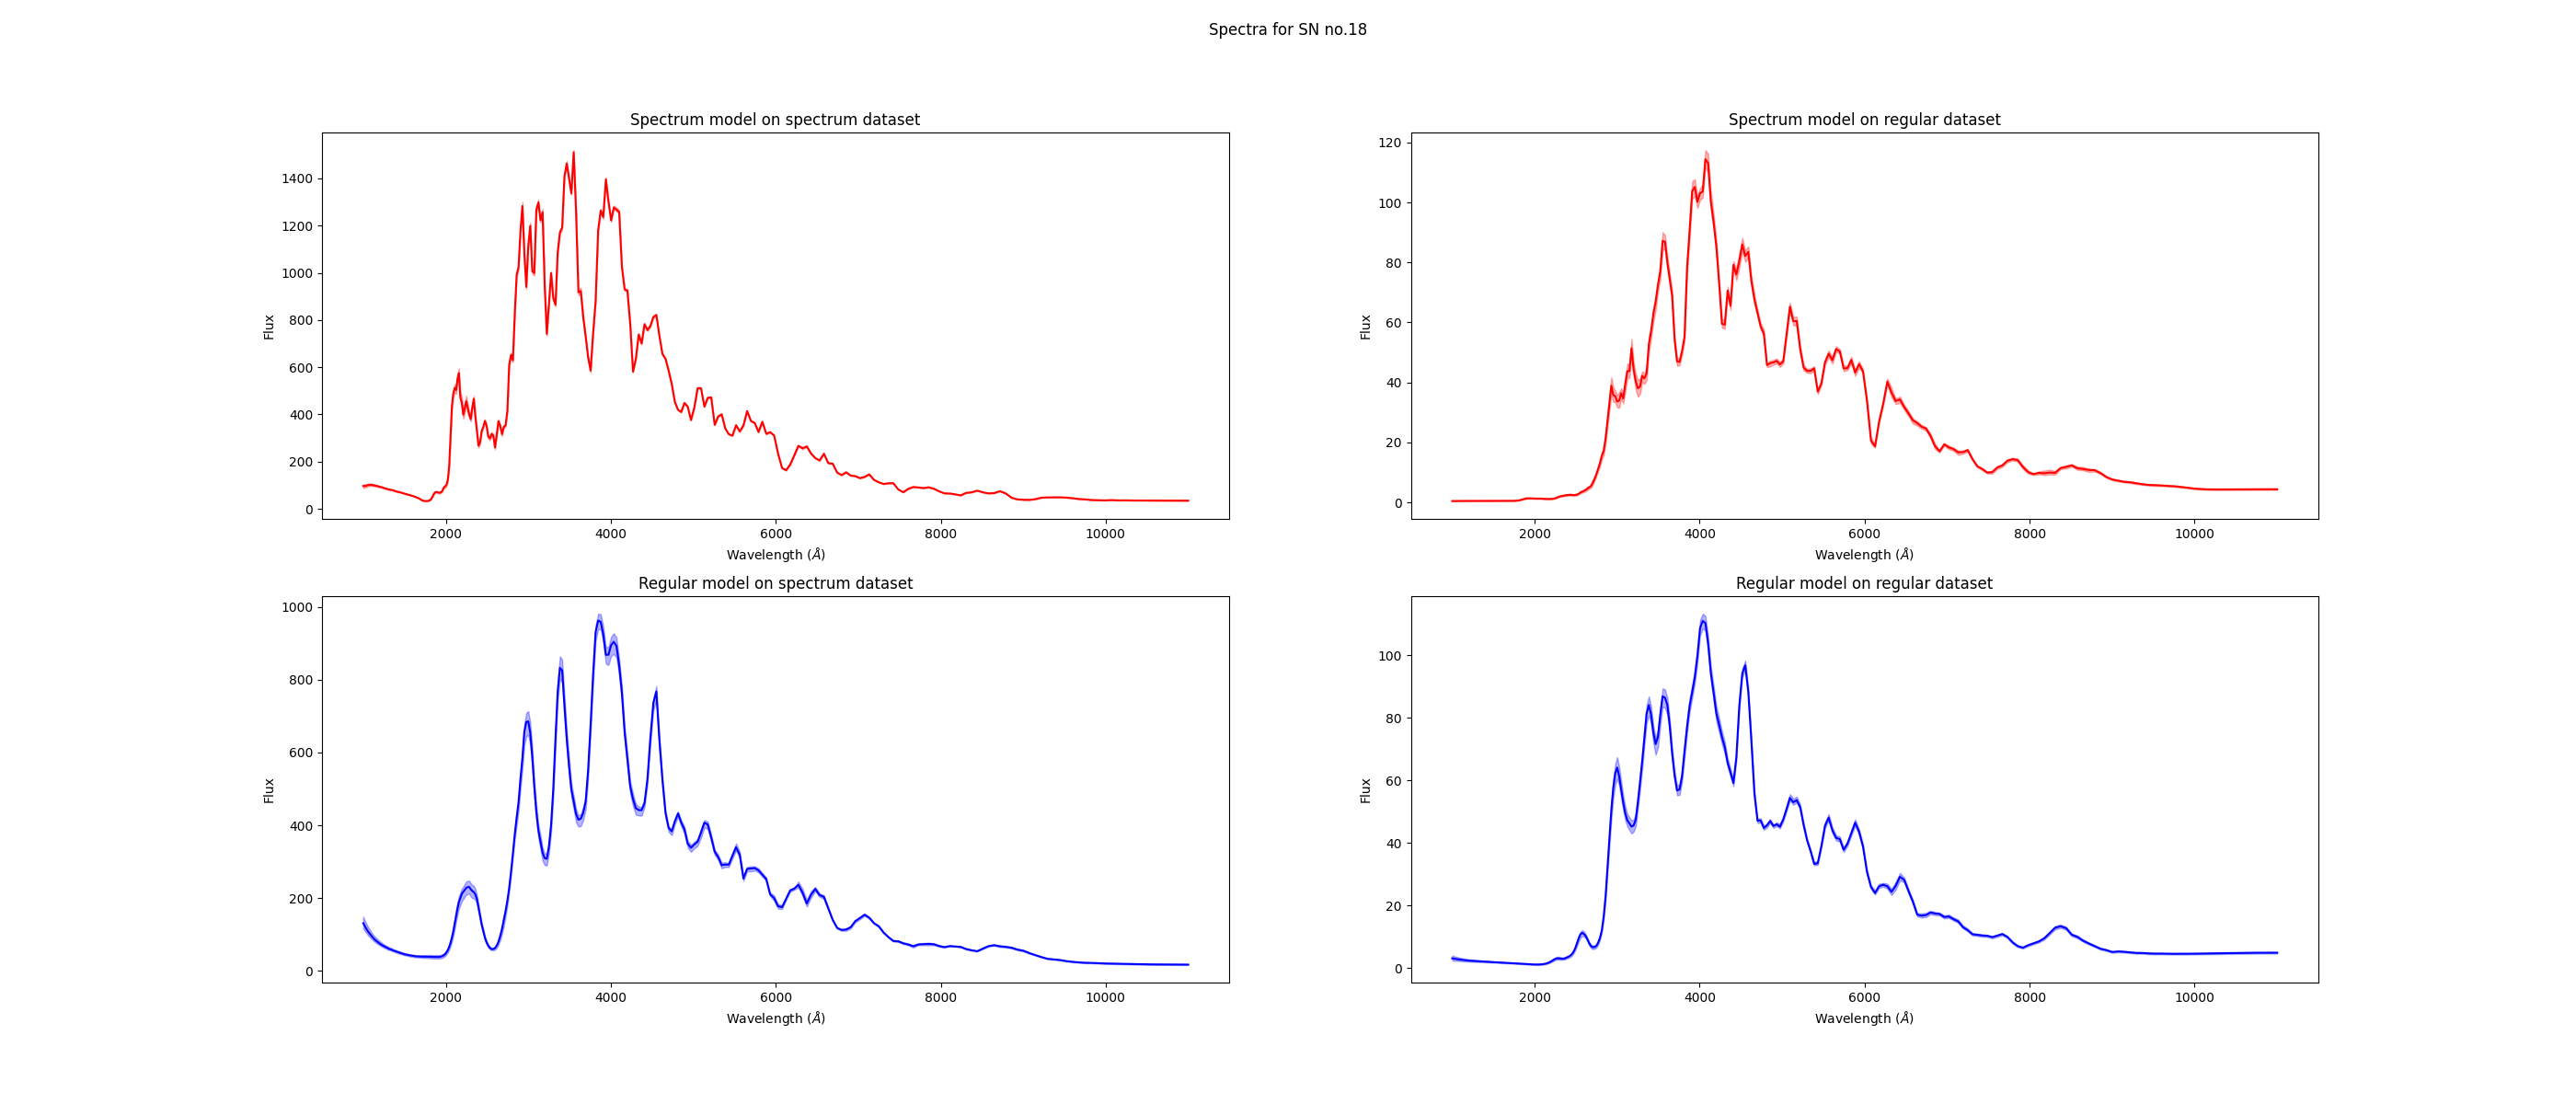 Spectra for SN no.18
Spectrum model on spectrum dataset
1400
1200
1000
800
600
400
200
0
Flux
2000 4000 6000 8000 10000
Wavelength (Å)
Spectrum model on regular dataset
120
100
80
60
40
20
0
Flux
2000 4000 6000 8000 10000
Wavelength (Å)
Regular model on spectrum dataset
1000
800
600
400
200
0
Flux
2000 4000 6000 8000 10000
Wavelength (Å)
Regular model on regular dataset
100
80
60
40
20
0
Flux
2000 4000 6000 8000 10000
Wavelength (Å)